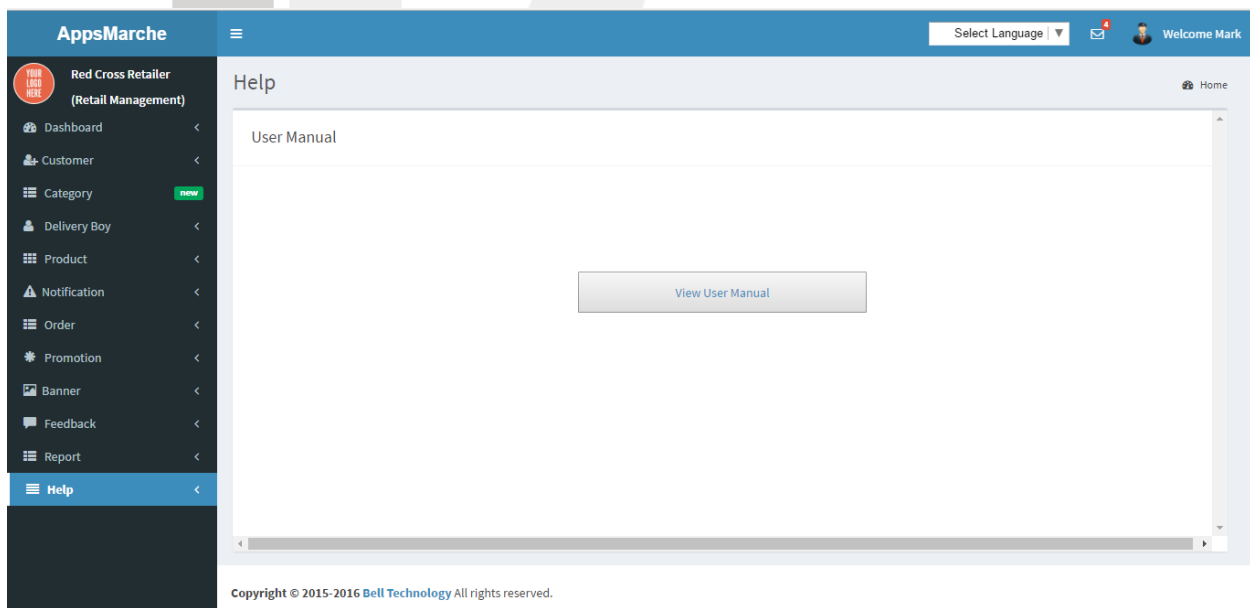 AppsMarche
Select Language ▼
4
Welcome Mark
YOUR
LOGO
HERE
Red Cross Retailer
(Retail Management)
Help
Home
Dashboard
User Manual
Customer
Category new
Delivery Boy
Product
Notification
View User Manual
Order
Promotion
Banner
Feedback
Report
Help
Copyright © 2015-2016 Bell Technology All rights reserved.